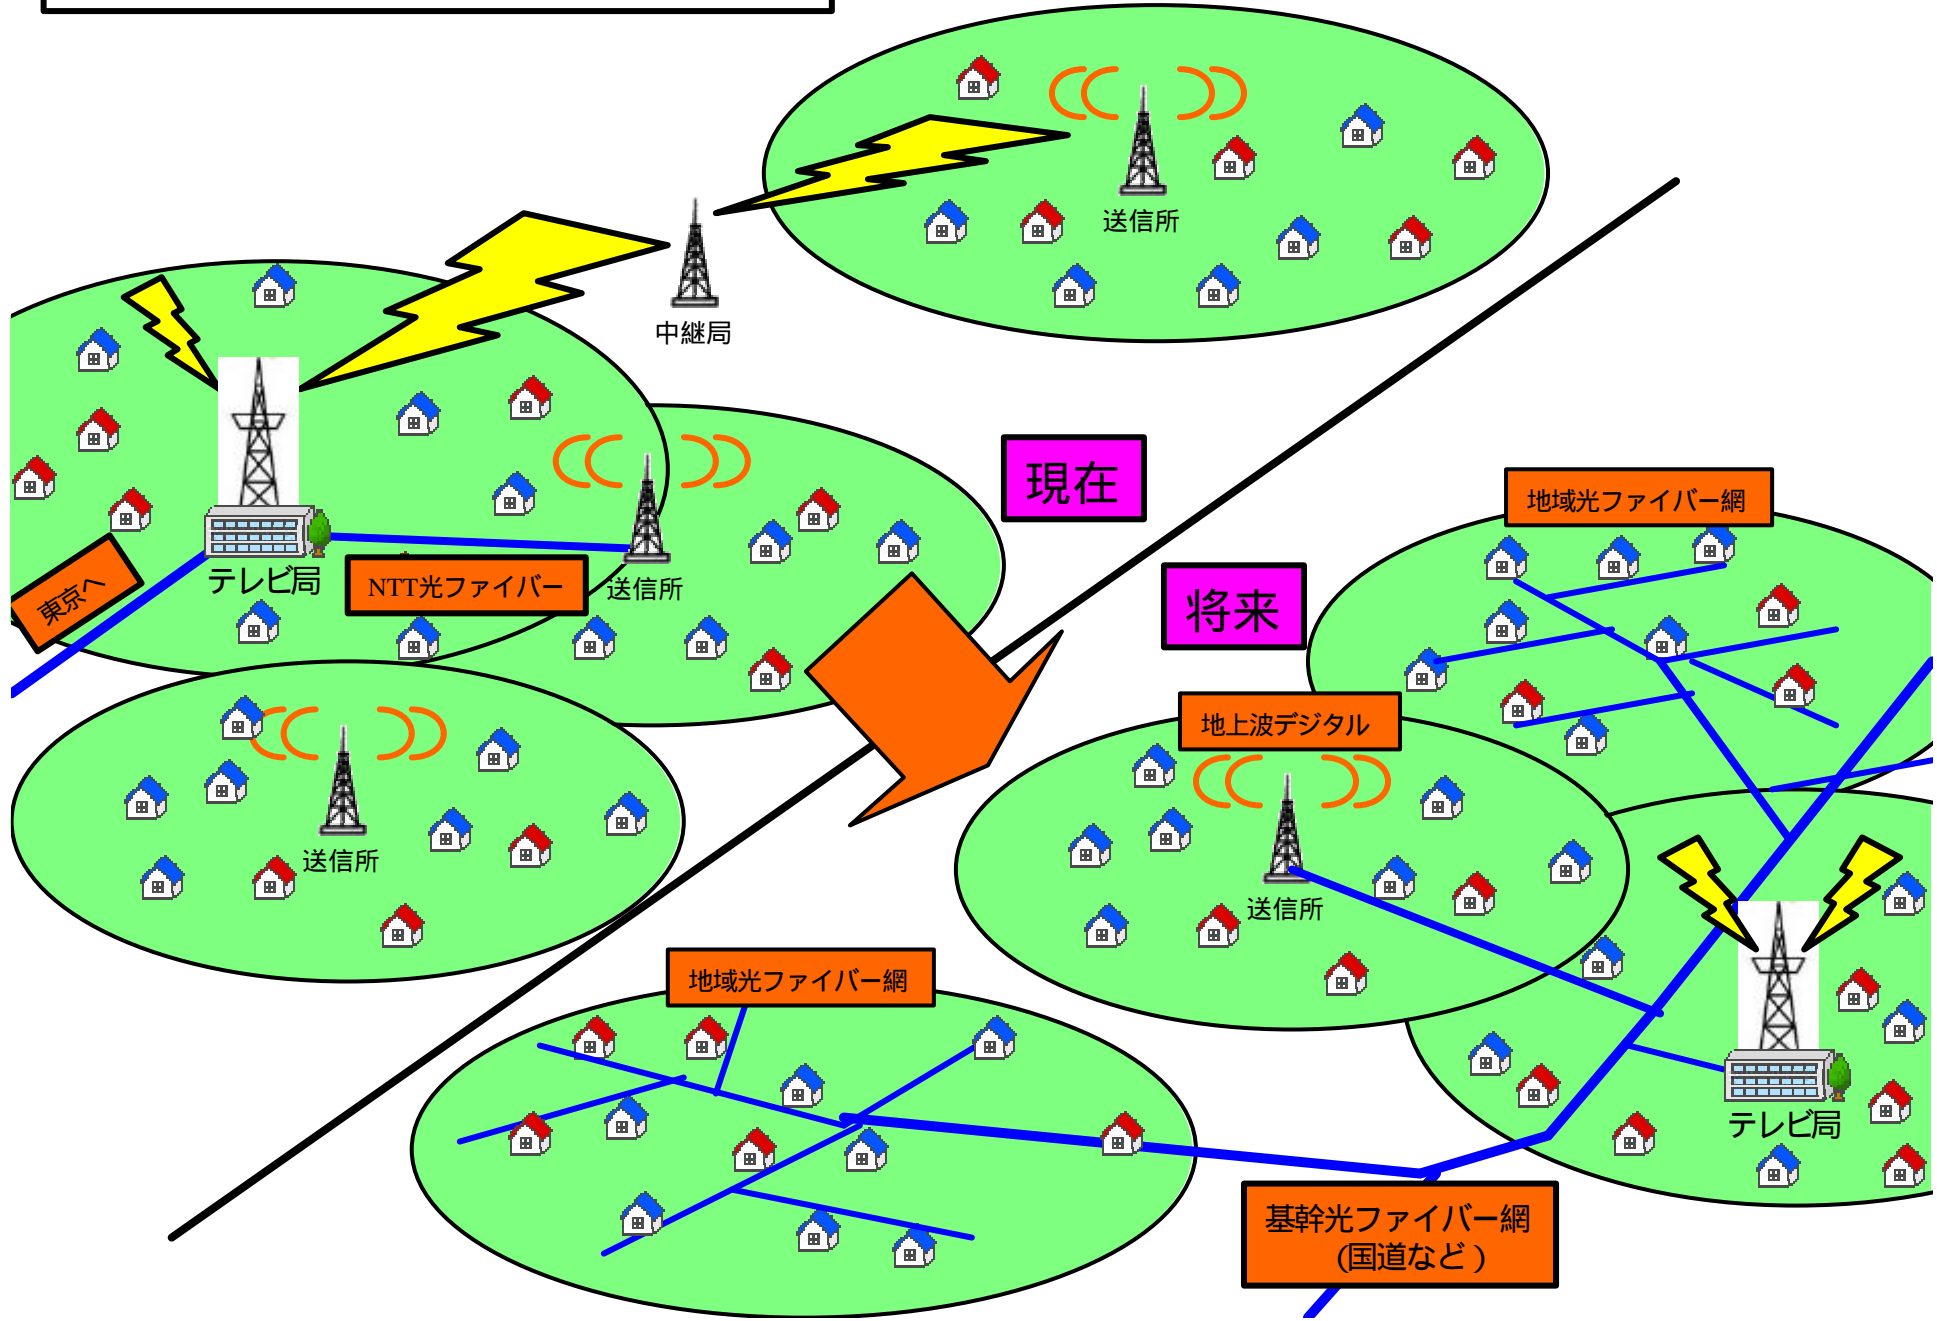 送信所
中継局
現在
地域光ファイバー網
東京へ
テレビ局
NTT光ファイバー
送信所
将来
地上波デジタル
送信所
送信所
地域光ファイバー網
テレビ局
基幹光ファイバー網
(国道など)